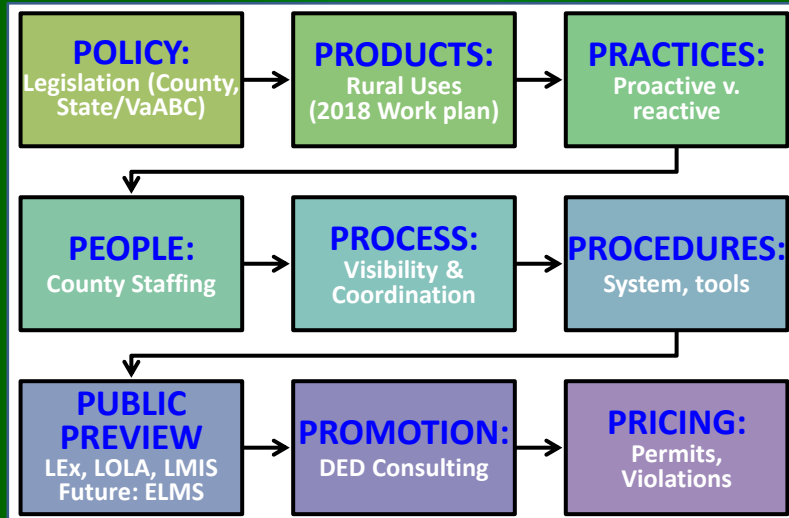 POLICY:
Legislation (County,
State/VaABC)
PRODUCTS:
Rural Uses
(2018 Work plan)
PRACTICES:
Proactive v.
reactive
PEOPLE:
County Staffing
PROCESS:
Visibility &
Coordination
PROCEDURES:
System, tools
PUBLIC
PREVIEW
LEx, LOLA, LMIS
Future: ELMS
PROMOTION:
DED Consulting
PRICING:
Permits,
Violations